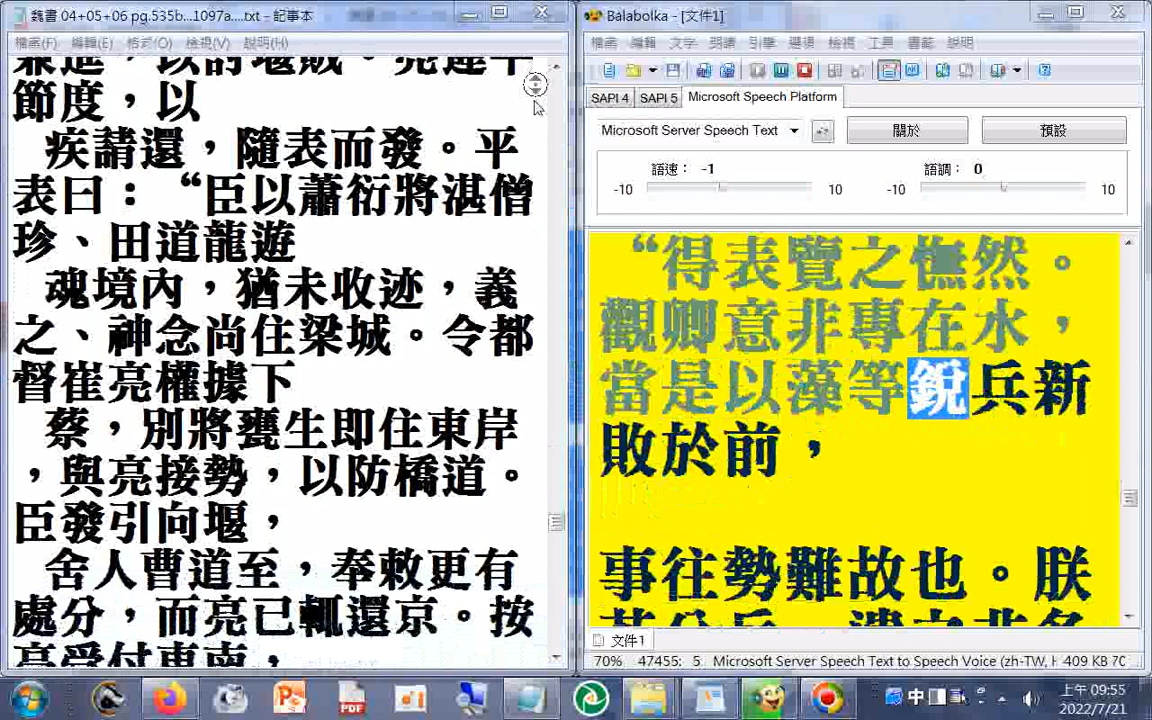 魏書 04+05+06 pg.535b...1097a....txt - 記事本
檔案(F) 編輯(E) 格式(O) 檢視(V) 說明(H)
節度，以
疾請還，隨表而發。平
表曰：“臣以蕭衍將湛僧
珍、田道龍遊
魂境內，猶未收迹，義
之、神念尚住梁城。令都
督崔亮權據下
蔡，別將甕生即住東岸
，與亮接勢，以防橋道。
臣發引向堰，
舍人曹道至，奉敕更有
處分，而亮已輒還京。按
亮受付東南，
Balabolka - [文件1]
檔案 編輯 文字 朗讀 引擎 選項 檢視 工具 書籤 說明
SAPI 4 SAPI 5 Microsoft Speech Platform
Microsoft Server Speech Text 關於 預設
語速： -1 語調： 0
-10 10 -10 10
“得表覽之憮然。
觀卿意非專在水，
當是以藻等銳兵新
敗於前，
事往勢難故也。朕
文件1
70% 47455: 5 Microsoft Server Speech Text to Speech Voice (zh-TW, H 409 KB 70
中
上午 09:55
2022/7/21